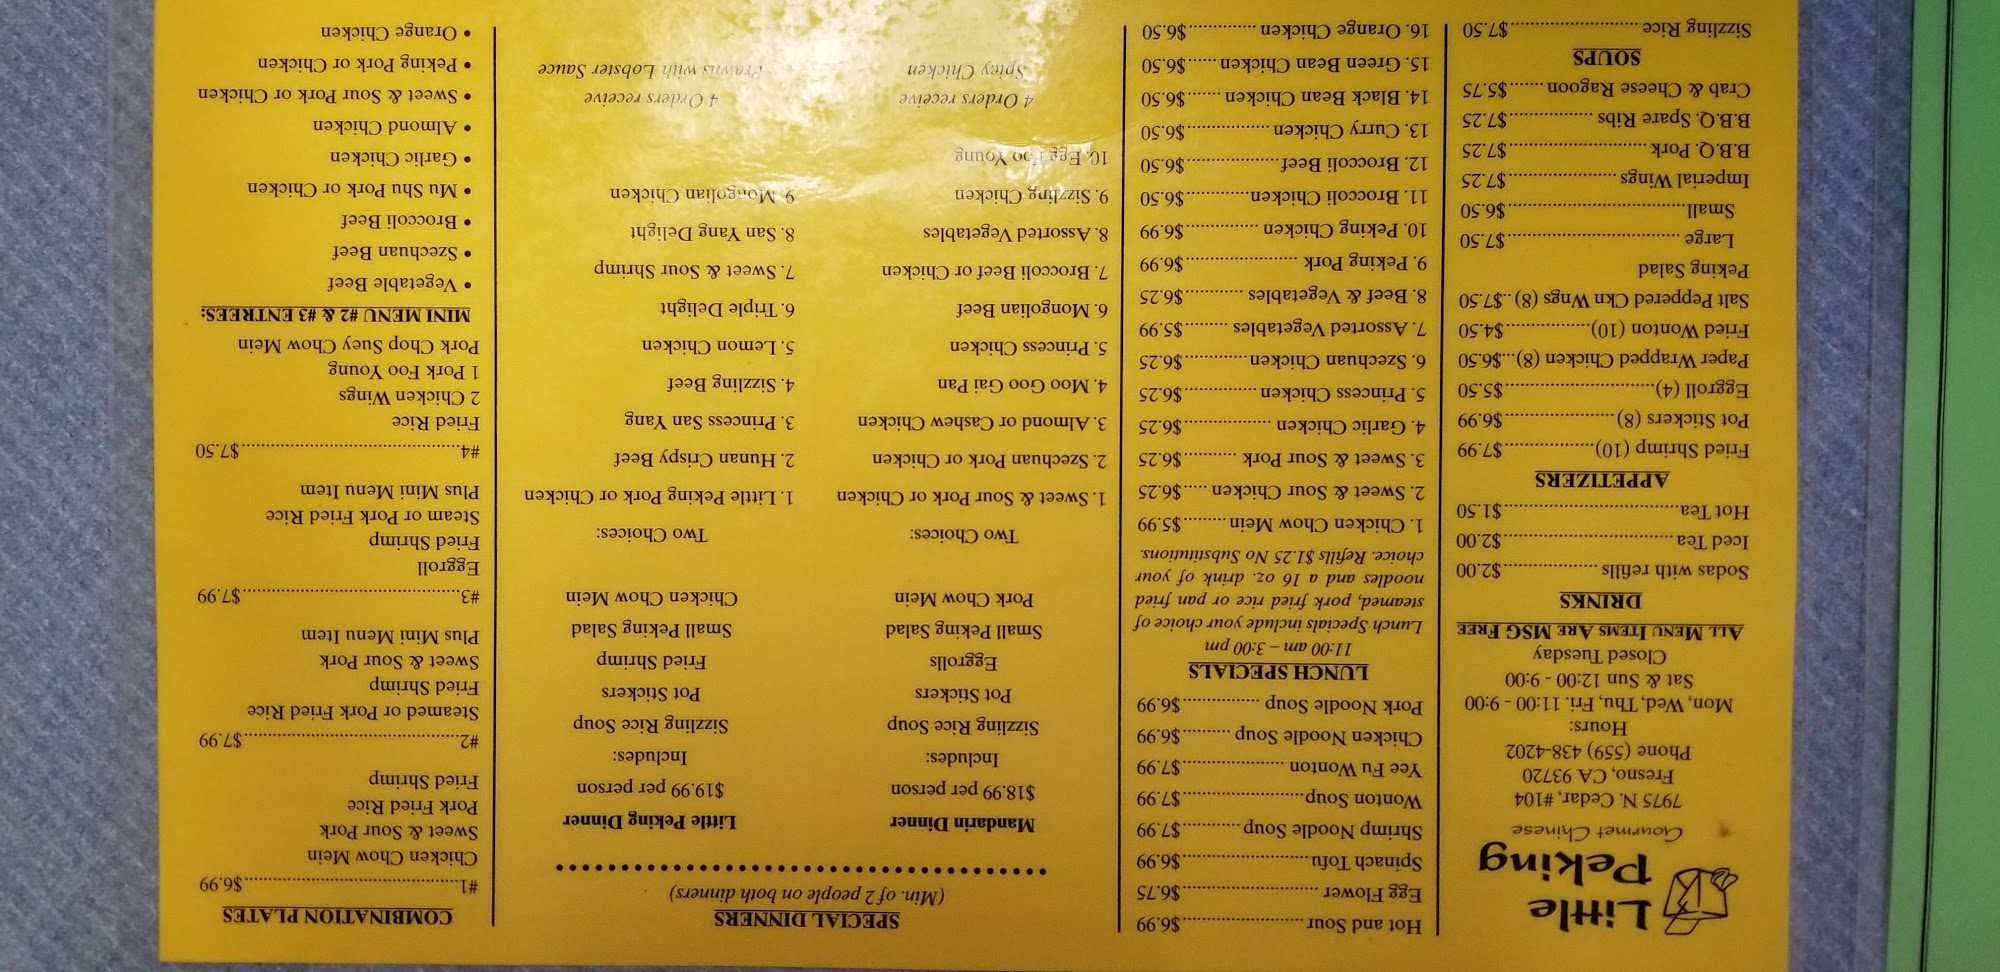 Little
Peking
Gourmet Chinese
7975 N. Cedar, #104
Fresno, CA 93720
Phone (559) 438-4202
Hours:
Mon, Wed, Thu, Fri. 11:00 - 9:00
Sat & Sun 12:00 - 9:00
Closed Tuesday
ALL MENU ITEMS ARE MSG FREE
DRINKS
Sodas with refills ...............$2.00
Iced Tea...............................$2.00
Hot Tea................................$1.50
APPETIZERS
Fried Shrimp (10)...............$7.99
Pot Stickers (8)....................$6.99
Eggroll (4)............................$5.50
Paper Wrapped Chicken (8)...$6.50
Fried Wonton (10)...............$4.50
Salt Peppered Ckn Wngs (8)..$7.50
Peking Salad
Large ................................$7.50
Small..................................$6.50
Imperial Wings ....................$7.25
B.B.Q. Pork..........................$7.25
B.B.Q. Spare Ribs ................$7.25
Crab & Cheese Ragoon ......$5.75
SOUPS
Sizzling Rice ........................$7.50
Hot and Sour .......................$6.99
Egg Flower ..........................$6.75
Spinach Tofu........................$6.99
Shrimp Noodle Soup ...........$7.99
Wonton Soup.......................$7.99
Yee Fu Wonton ....................$7.99
Chicken Noodle Soup .........$6.99
Pork Noodle Soup ...............$6.99
LUNCH SPECIALS
11:00 am – 3:00 pm
Lunch Specials include your choice of
steamed, pork fried rice or pan fried
noodles and a 16 oz. drink of your
choice. Refills $1.25 No Substitutions.
1. Chicken Chow Mein ........$5.99
2. Sweet & Sour Chicken .....$6.25
3. Sweet & Sour Pork ..........$6.25
4. Garlic Chicken ................$6.25
5. Princess Chicken .............$6.25
6. Szechuan Chicken............$6.25
7. Assorted Vegetables .........$5.99
8. Beef & Vegetables ............$6.25
9. Peking Pork .....................$6.99
10. Peking Chicken ..............$6.99
11. Broccoli Chicken.............$6.50
12. Broccoli Beef...................$6.50
13. Curry Chicken ................$6.50
14. Black Bean Chicken ........$6.50
15. Green Bean Chicken ......$6.50
16. Orange Chicken .............$6.50
SPECIAL DINNERS
(Min. of 2 people on both dinners)
Mandarin Dinner
$18.99 per person
Includes:
Sizzling Rice Soup
Pot Stickers
Eggrolls
Small Peking Salad
Pork Chow Mein
Two Choices:
1. Sweet & Sour Pork or Chicken
2. Szechuan Pork or Chicken
3. Almond or Cashew Chicken
4. Moo Goo Gai Pan
5. Princess Chicken
6. Mongolian Beef
7. Broccoli Beef or Chicken
8. Assorted Vegetables
9. Sizzling Chicken
10. Egg Foo Young
4 Orders receive
Spicy Chicken
Little Peking Dinner
$19.99 per person
Includes:
Sizzling Rice Soup
Pot Stickers
Fried Shrimp
Small Peking Salad
Chicken Chow Mein
Two Choices:
1. Little Peking Pork or Chicken
2. Hunan Crispy Beef
3. Princess San Yang
4. Sizzling Beef
5. Lemon Chicken
6. Triple Delight
7. Sweet & Sour Shrimp
8. San Yang Delight
9. Mongolian Chicken
4 Orders receive
Prawns with Lobster Sauce
COMBINATION PLATES
#1.......................................$6.99
Chicken Chow Mein
Sweet & Sour Pork
Pork Fried Rice
Fried Shrimp
#2.......................................$7.99
Steamed or Pork Fried Rice
Fried Shrimp
Sweet & Sour Pork
Plus Mini Menu Item
#3.......................................$7.99
Eggroll
Fried Shrimp
Steam or Pork Fried Rice
Plus Mini Menu Item
#4.......................................$7.50
Fried Rice
2 Chicken Wings
1 Pork Foo Young
Pork Chop Suey Chow Mein
MINI MENU #2 & #3 ENTREES:
• Vegetable Beef
• Szechuan Beef
• Broccoli Beef
• Mu Shu Pork or Chicken
• Garlic Chicken
• Almond Chicken
• Sweet & Sour Pork or Chicken
• Peking Pork or Chicken
• Orange Chicken